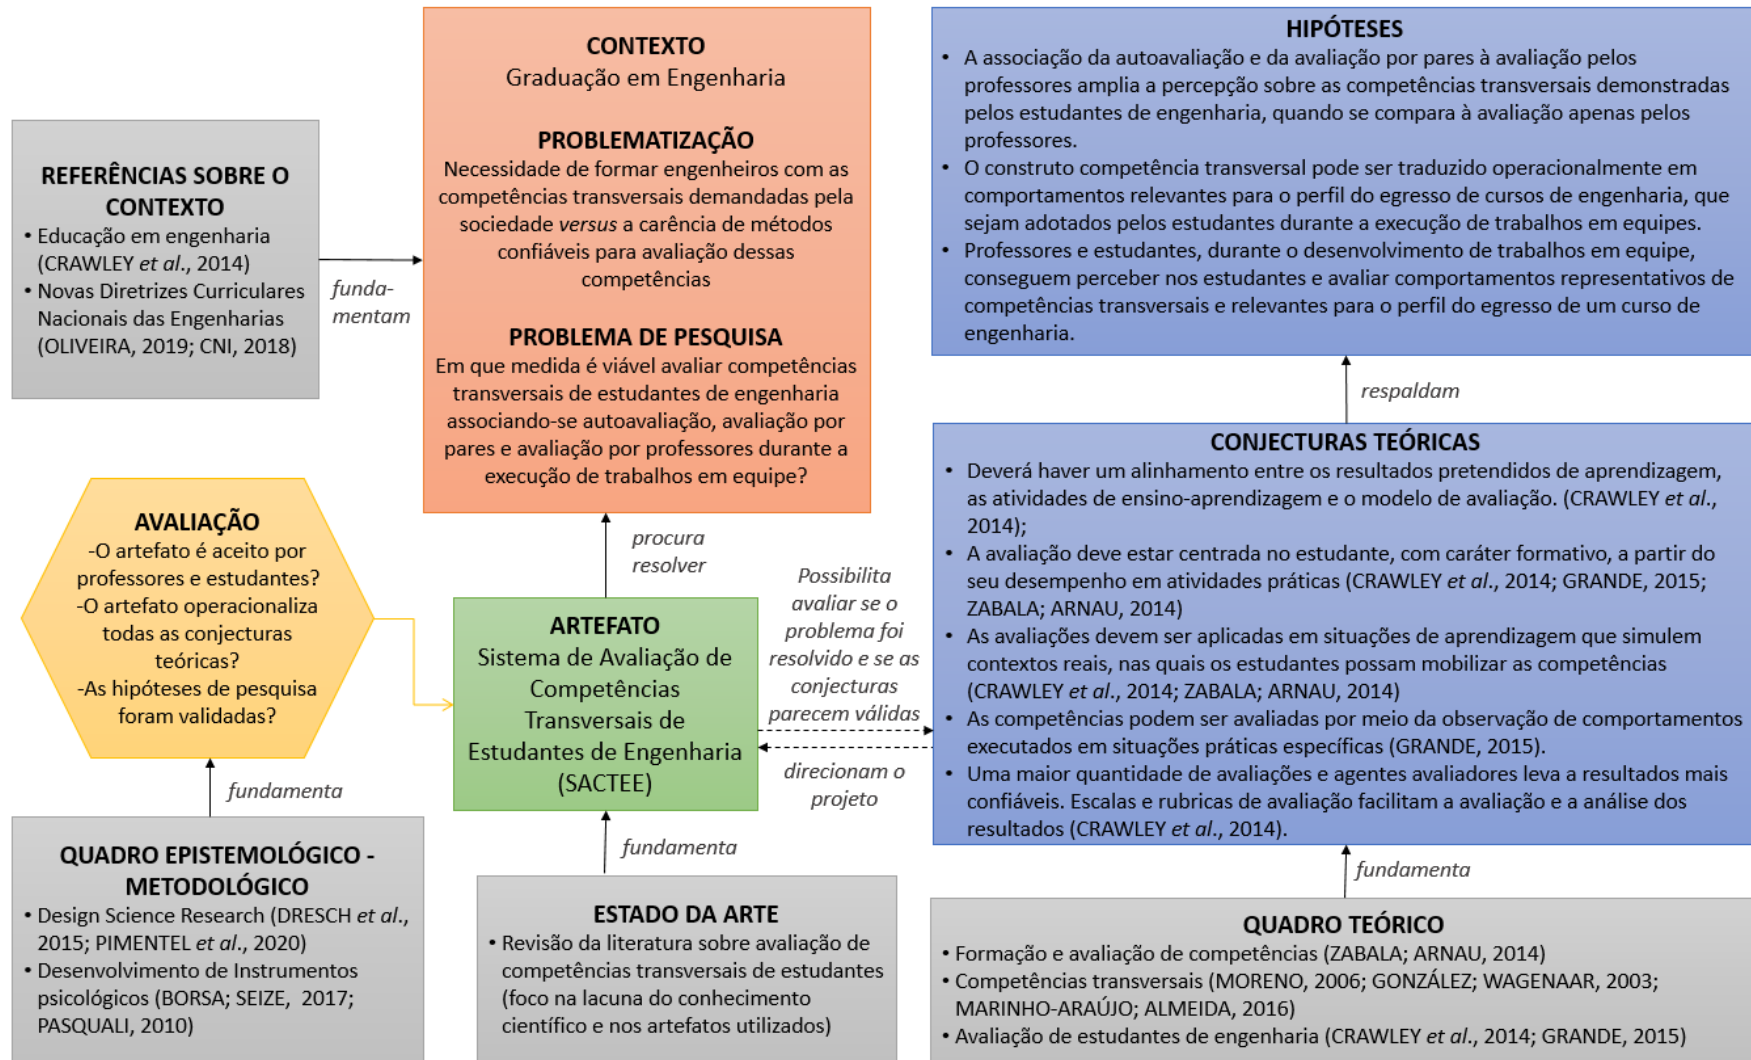 CONTEXTO
Graduação em Engenharia
PROBLEMATIZAÇÃO
Necessidade de formar engenheiros com as
competências transversais demandadas pela
sociedade versus a carência de métodos
confiáveis para avaliação dessas
competências
PROBLEMA DE PESQUISA
Em que medida é viável avaliar competências
transversais de estudantes de engenharia
associando-se autoavaliação, avaliação por
pares e avaliação por professores durante a
execução de trabalhos em equipe?
HIPÓTESES
• A associação da autoavaliação e da avaliação por pares à avaliação pelos
professores amplia a percepção sobre as competências transversais demonstradas
pelos estudantes de engenharia, quando se compara à avaliação apenas pelos
professores.
• O construto competência transversal pode ser traduzido operacionalmente em
comportamentos relevantes para o perfil do egresso de cursos de engenharia, que
sejam adotados pelos estudantes durante a execução de trabalhos em equipes.
• Professores e estudantes, durante o desenvolvimento de trabalhos em equipe,
conseguem perceber nos estudantes e avaliar comportamentos representativos de
competências transversais e relevantes para o perfil do egresso de um curso de
engenharia.
REFERÊNCIAS SOBRE O
CONTEXTO
• Educação em engenharia
(CRAWLEY et al., 2014)
• Novas Diretrizes Curriculares
Nacionais das Engenharias
(OLIVEIRA, 2019; CNI, 2018)
funda-
mentam
respaldam
CONJECTURAS TEÓRICAS
• Deverá haver um alinhamento entre os resultados pretendidos de aprendizagem,
as atividades de ensino-aprendizagem e o modelo de avaliação. (CRAWLEY et al.,
2014);
• A avaliação deve estar centrada no estudante, com caráter formativo, a partir do
seu desempenho em atividades práticas (CRAWLEY et al., 2014; GRANDE, 2015;
ZABALA; ARNAU, 2014)
• As avaliações devem ser aplicadas em situações de aprendizagem que simulem
contextos reais, nas quais os estudantes possam mobilizar as competências
(CRAWLEY et al., 2014; ZABALA; ARNAU, 2014)
• As competências podem ser avaliadas por meio da observação de comportamentos
executados em situações práticas específicas (GRANDE, 2015).
• Uma maior quantidade de avaliações e agentes avaliadores leva a resultados mais
confiáveis. Escalas e rubricas de avaliação facilitam a avaliação e a análise dos
resultados (CRAWLEY et al., 2014).
AVALIAÇÃO
-O artefato é aceito por
professores e estudantes?
-O artefato operacionaliza
todas as conjecturas
teóricas?
-As hipóteses de pesquisa
foram validadas?
procura
resolver
ARTEFATO
Sistema de Avaliação de
Competências
Transversais de
Estudantes de Engenharia
(SACTEE)
Possibilita
avaliar se o
problema foi
resolvido e se as
conjecturas
parecem válidas
direcionam o
projeto
fundamenta
fundamenta
fundamenta
QUADRO EPISTEMOLÓGICO -
METODOLÓGICO
• Design Science Research (DRESCH et al.,
2015; PIMENTEL et al., 2020)
• Desenvolvimento de Instrumentos
psicológicos (BORSA; SEIZE, 2017;
PASQUALI, 2010)
ESTADO DA ARTE
• Revisão da literatura sobre avaliação de
competências transversais de estudantes
(foco na lacuna do conhecimento
científico e nos artefatos utilizados)
QUADRO TEÓRICO
• Formação e avaliação de competências (ZABALA; ARNAU, 2014)
• Competências transversais (MORENO, 2006; GONZÁLEZ; WAGENAAR, 2003;
MARINHO-ARAÚJO; ALMEIDA, 2016)
• Avaliação de estudantes de engenharia (CRAWLEY et al., 2014; GRANDE, 2015)